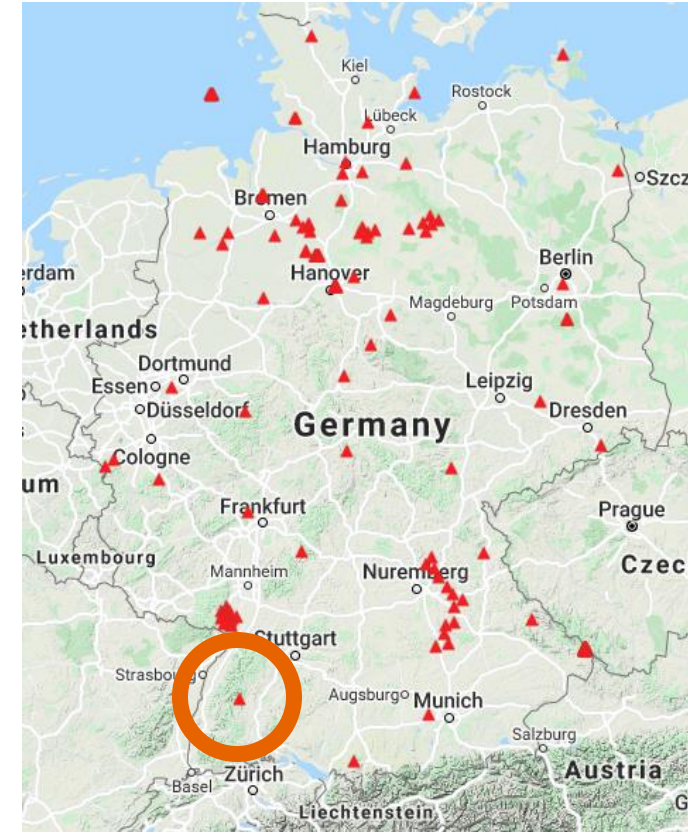 Kiel
Rostock
Lübeck
Hamburg
Szcz
Bremen
Berlin
erdam
Hanover
Magdeburg
Potsdam
etherlands
Dortmund
Essen
Leipzig
Düsseldorf
Dresden
Germany
Cologne
um
Frankfurt
Prague
Luxembourg
Czec
Mannheim
Nuremberg
Stuttgart
Strasbourg
Augsburg
Munich
Salzburg
Zürich
Austria
Basel
G
Liechtenstein